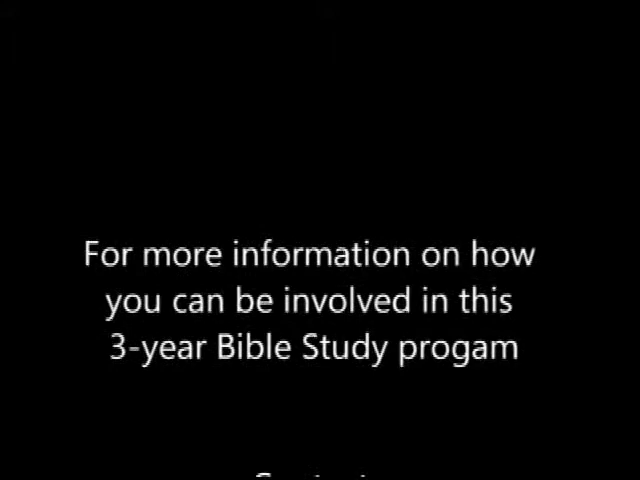 For more information on how
you can be involved in this
3-year Bible Study progam